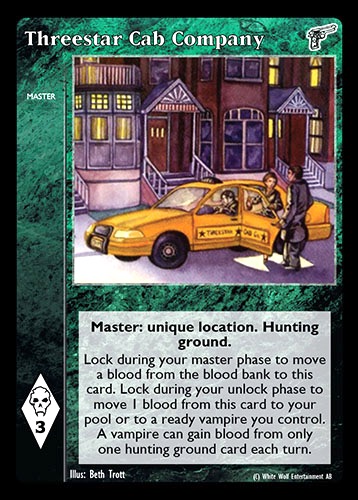 Threestar Cab Company
MASTER
★THREESTAR★CAB Co.★
Master: unique location. Hunting
ground.
Lock during your master phase to move
a blood from the blood bank to this
card. Lock during your unlock phase to
move 1 blood from this card to your
pool or to a ready vampire you control.
A vampire can gain blood from only
one hunting ground card each turn.
3
Illus: Beth Trott
(C) White Wolf Entertainment AB